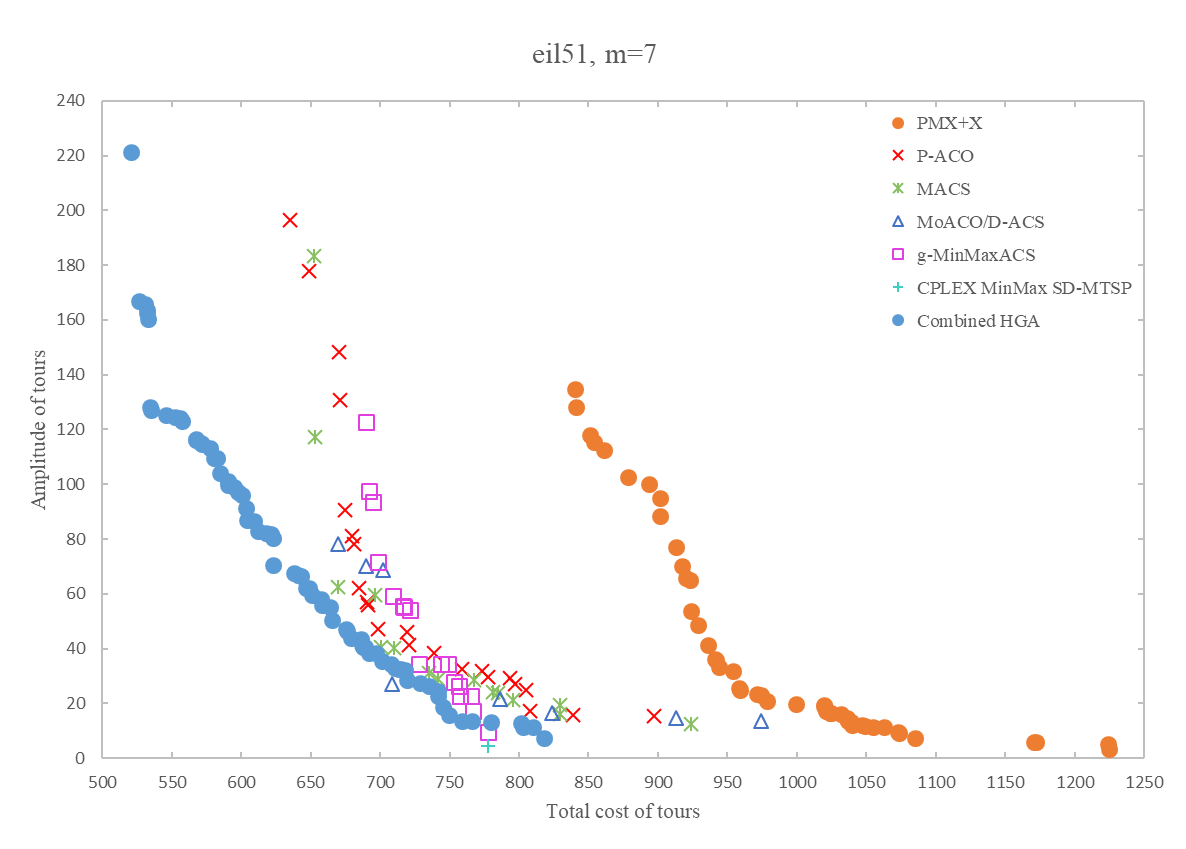 eil51, m=7
240
220
200
180
160
140
120
100
80
60
40
20
0
Amplitude of tours
PMX+X
P-ACO
MACS
MoACO/D-ACS
g-MinMaxACS
CPLEX MinMax SD-MTSP
Combined HGA
500 550 600 650 700 750 800 850 900 950 1000 1050 1100 1150 1200 1250
Total cost of tours